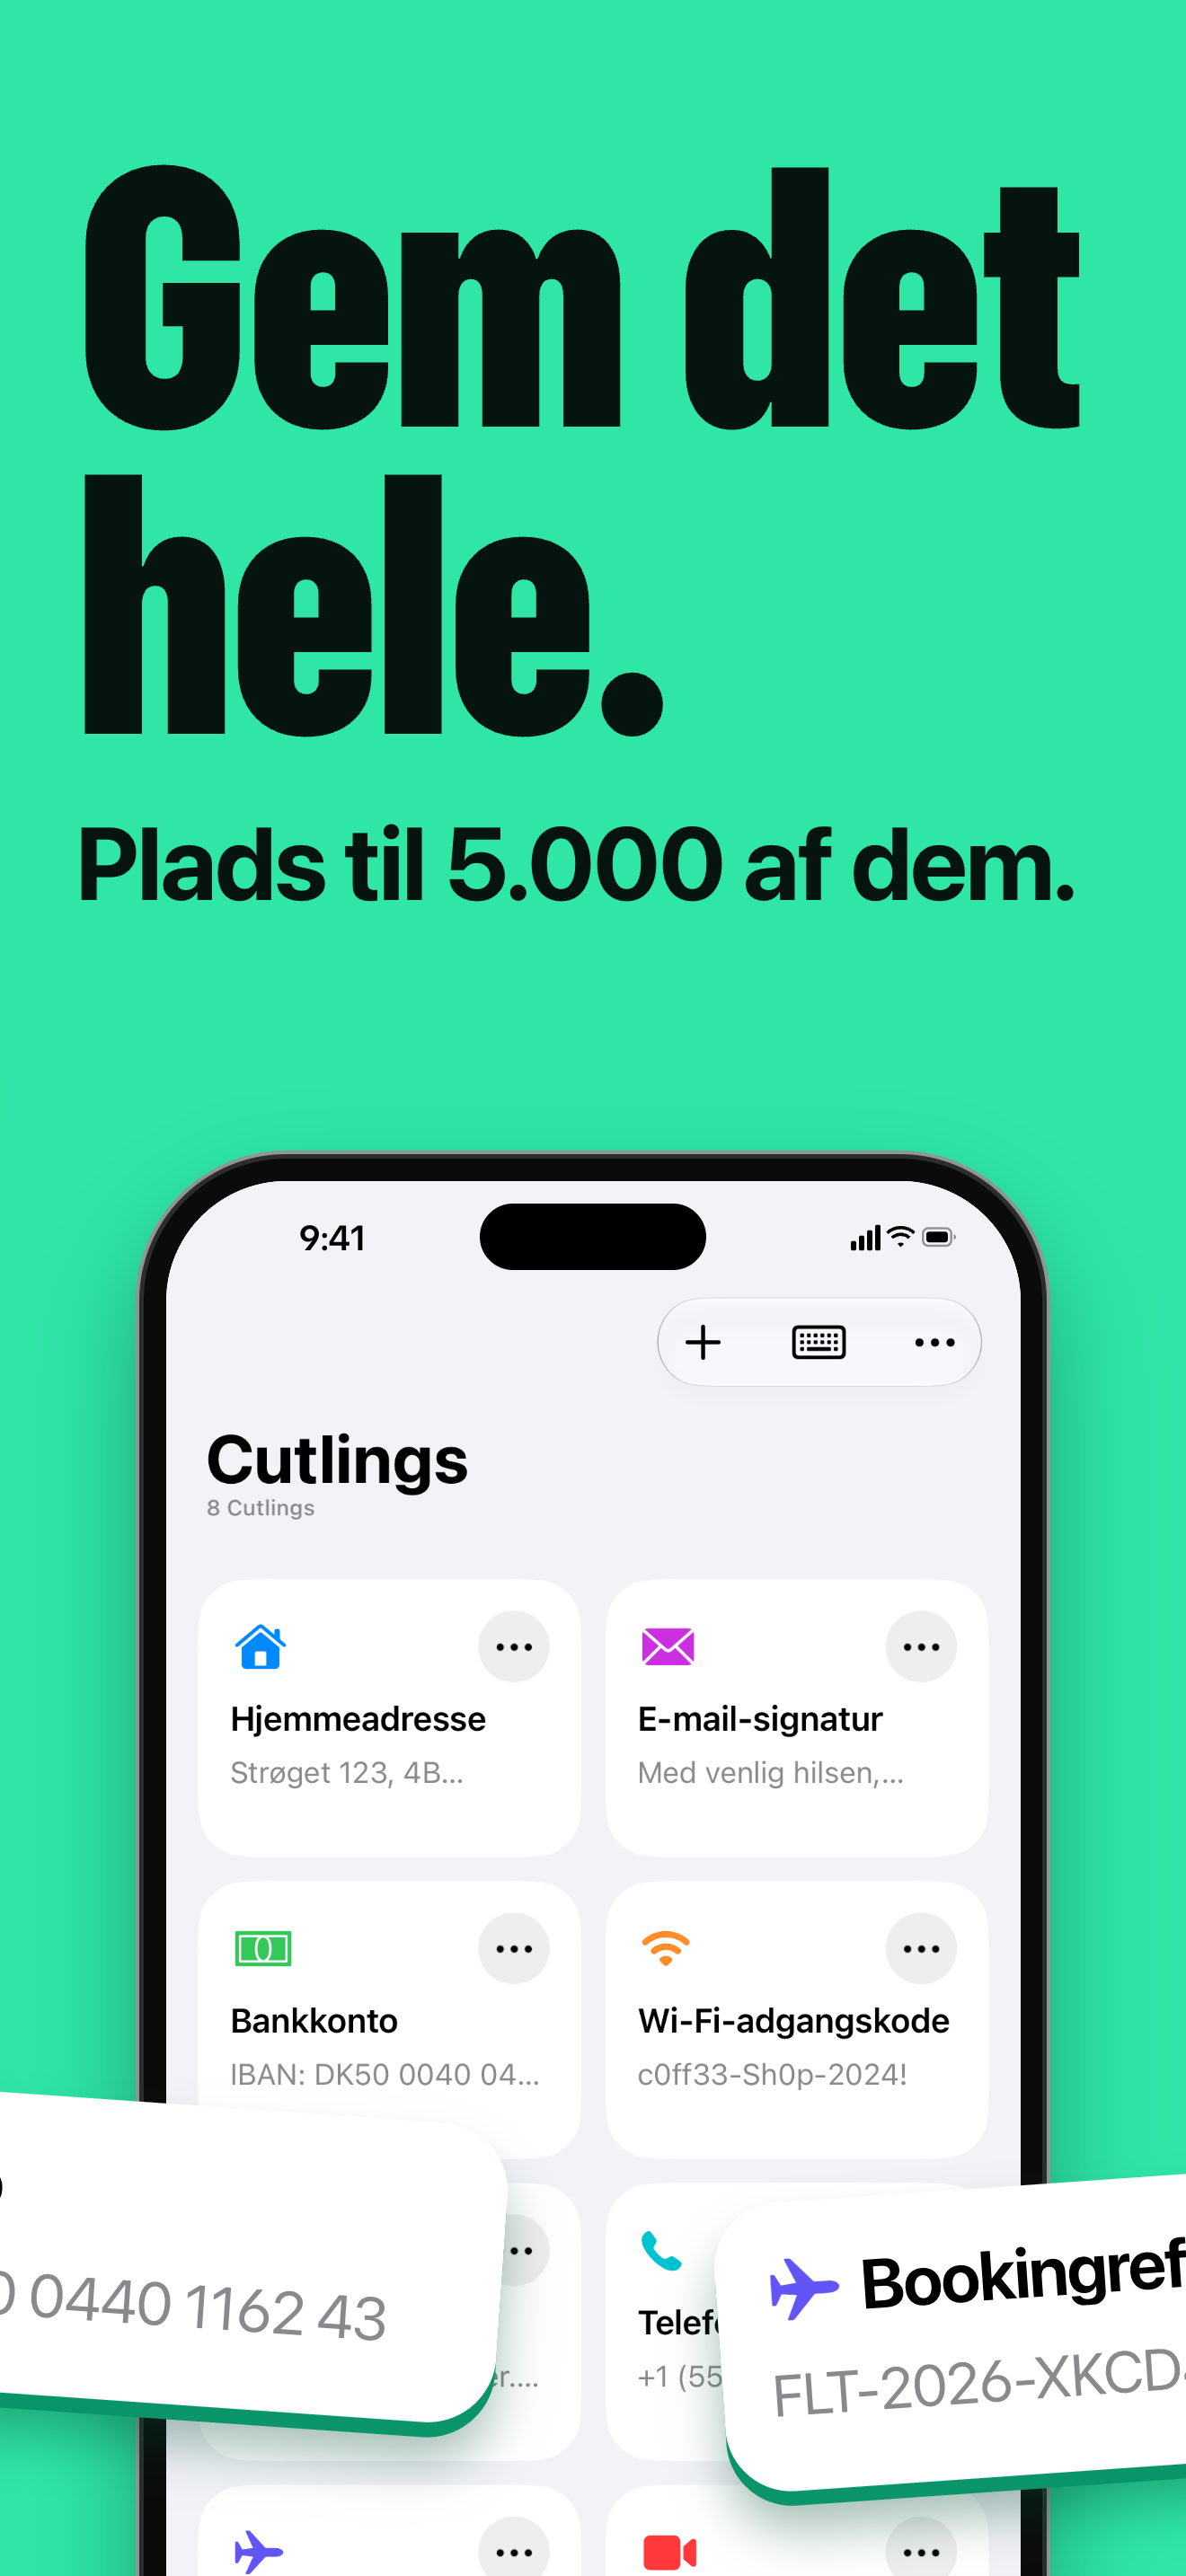 Gem det
hele.
Plads til 5.000 af dem.
9:41
Cutlings
8 Cutlings
Hjemmeadresse
Strøget 123, 4B...
E-mail-signatur
Med venlig hilsen,...
Bankkonto
IBAN: DK50 0040 04...
Wi-Fi-adgangskode
c0ff33-Sh0p-2024!
0440 1162 43
+1 (55
Bookingref
FLT-2026-XKCD